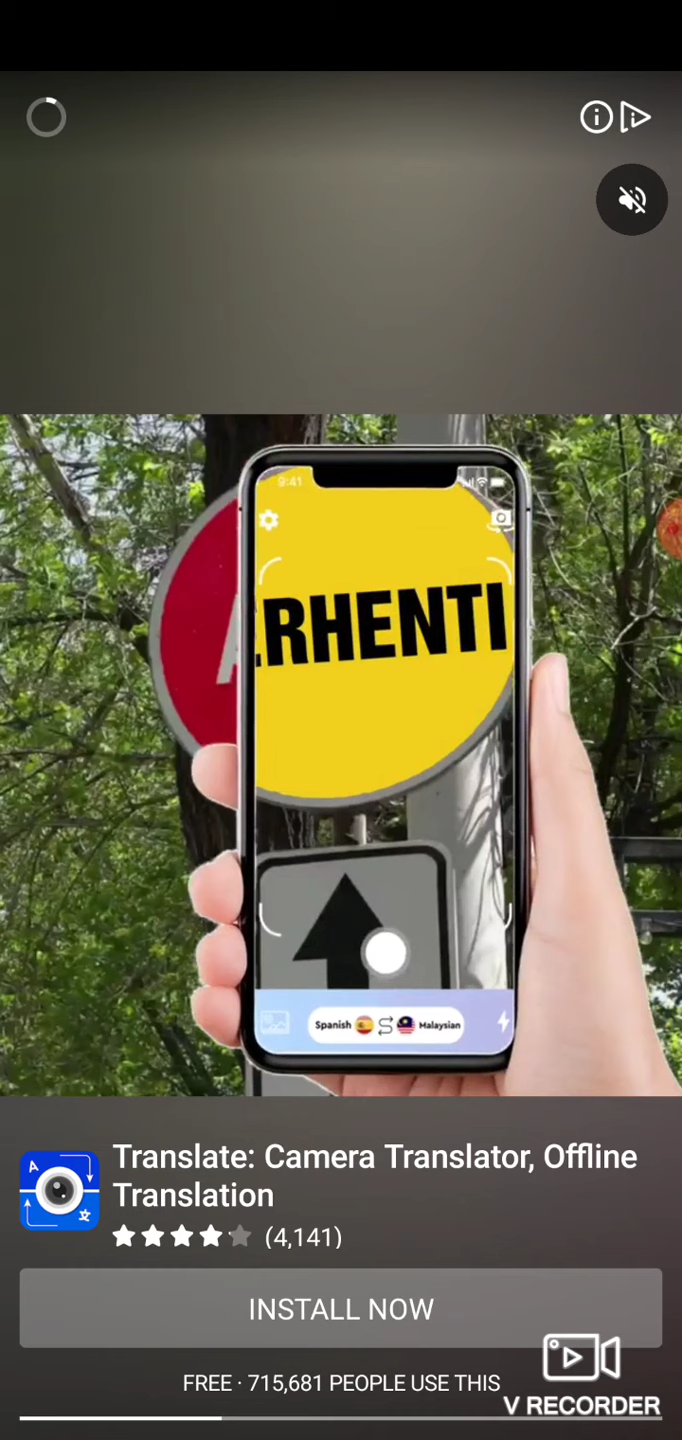 9:41
A
ERHENTI
Spanish Malaysian
Translate: Camera Translator, Offline
Translation
(4,141)
INSTALL NOW
FREE · 715,681 PEOPLE USE THIS
V RECORDER